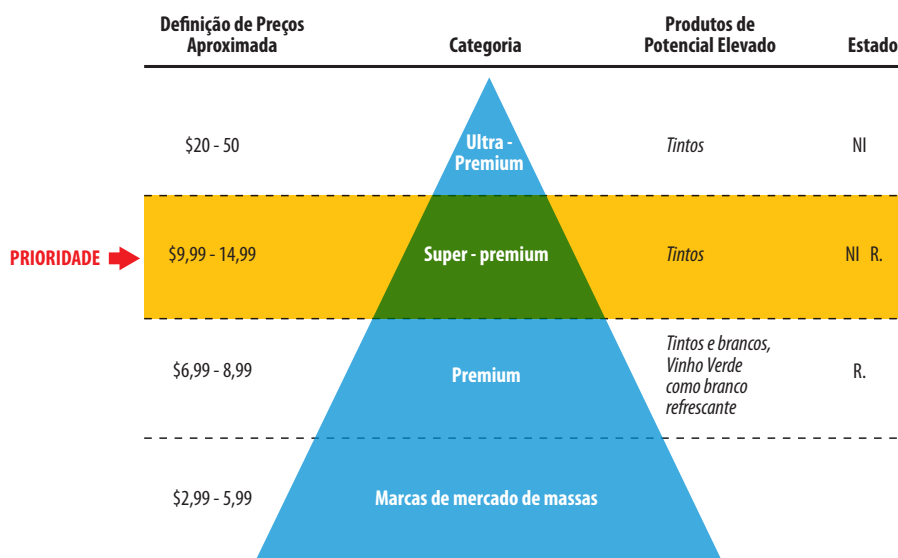 Definição de Preços
Aproximada
Categoria
Produtos de
Potencial Elevado
Estado
$20 - 50
Ultra -
Premium
Tintos
NI
PRIORIDADE
$9,99 - 14,99
Super - premium
Tintos
NI R.
$6,99 - 8,99
Premium
Tintos e brancos,
Vinho Verde
como branco
refrescante
R.
$2,99 - 5,99
Marcas de mercado de massas